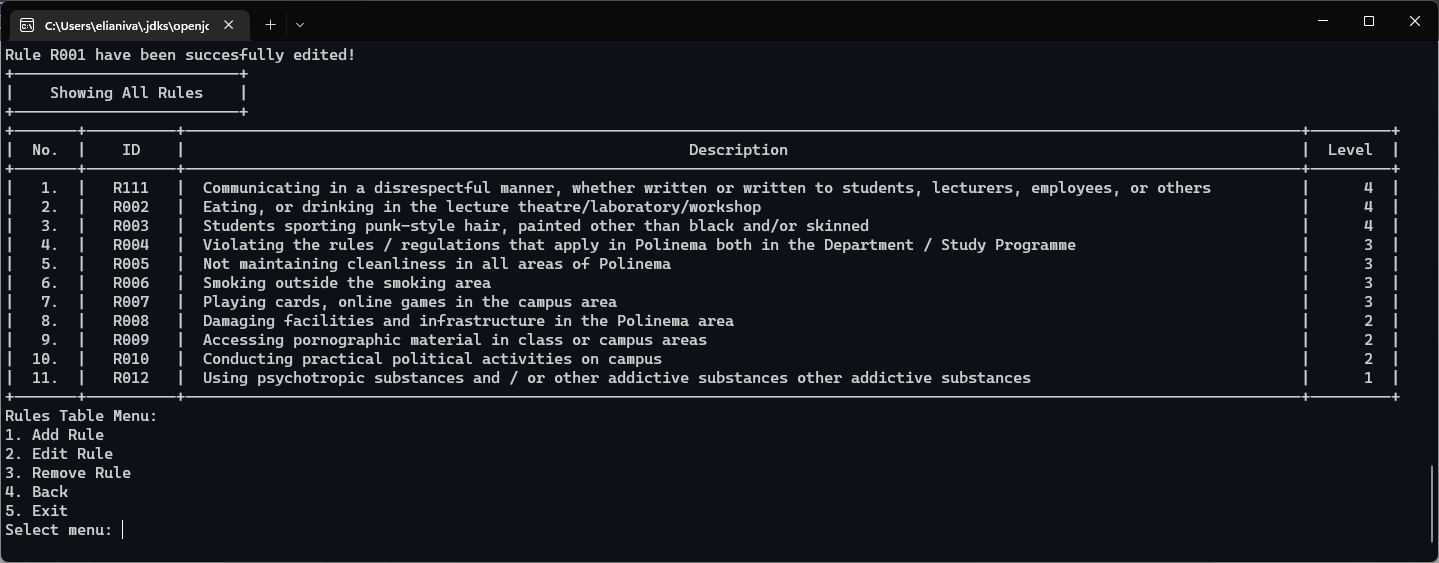 C:\Users\elianiva\.jdks\openjc
Rule R001 have been succesfully edited!
Showing All Rules
No. | ID | Description | Level
1. | R111 | Communicating in a disrespectful manner, whether written or written to students, lecturers, employees, or others | 4
2. | R002 | Eating, or drinking in the lecture theatre/laboratory/workshop | 4
3. | R003 | Students sporting punk-style hair, painted other than black and/or skinned | 4
4. | R004 | Violating the rules / regulations that apply in Polinema both in the Department / Study Programme | 3
5. | R005 | Not maintaining cleanliness in all areas of Polinema | 3
6. | R006 | Smoking outside the smoking area | 3
7. | R007 | Playing cards, online games in the campus area | 3
8. | R008 | Damaging facilities and infrastructure in the Polinema area | 2
9. | R009 | Accessing pornographic material in class or campus areas | 2
10. | R010 | Conducting practical political activities on campus | 2
11. | R012 | Using psychotropic substances and / or other addictive substances other addictive substances | 1
Rules Table Menu:
1. Add Rule
2. Edit Rule
3. Remove Rule
4. Back
5. Exit
Select menu: